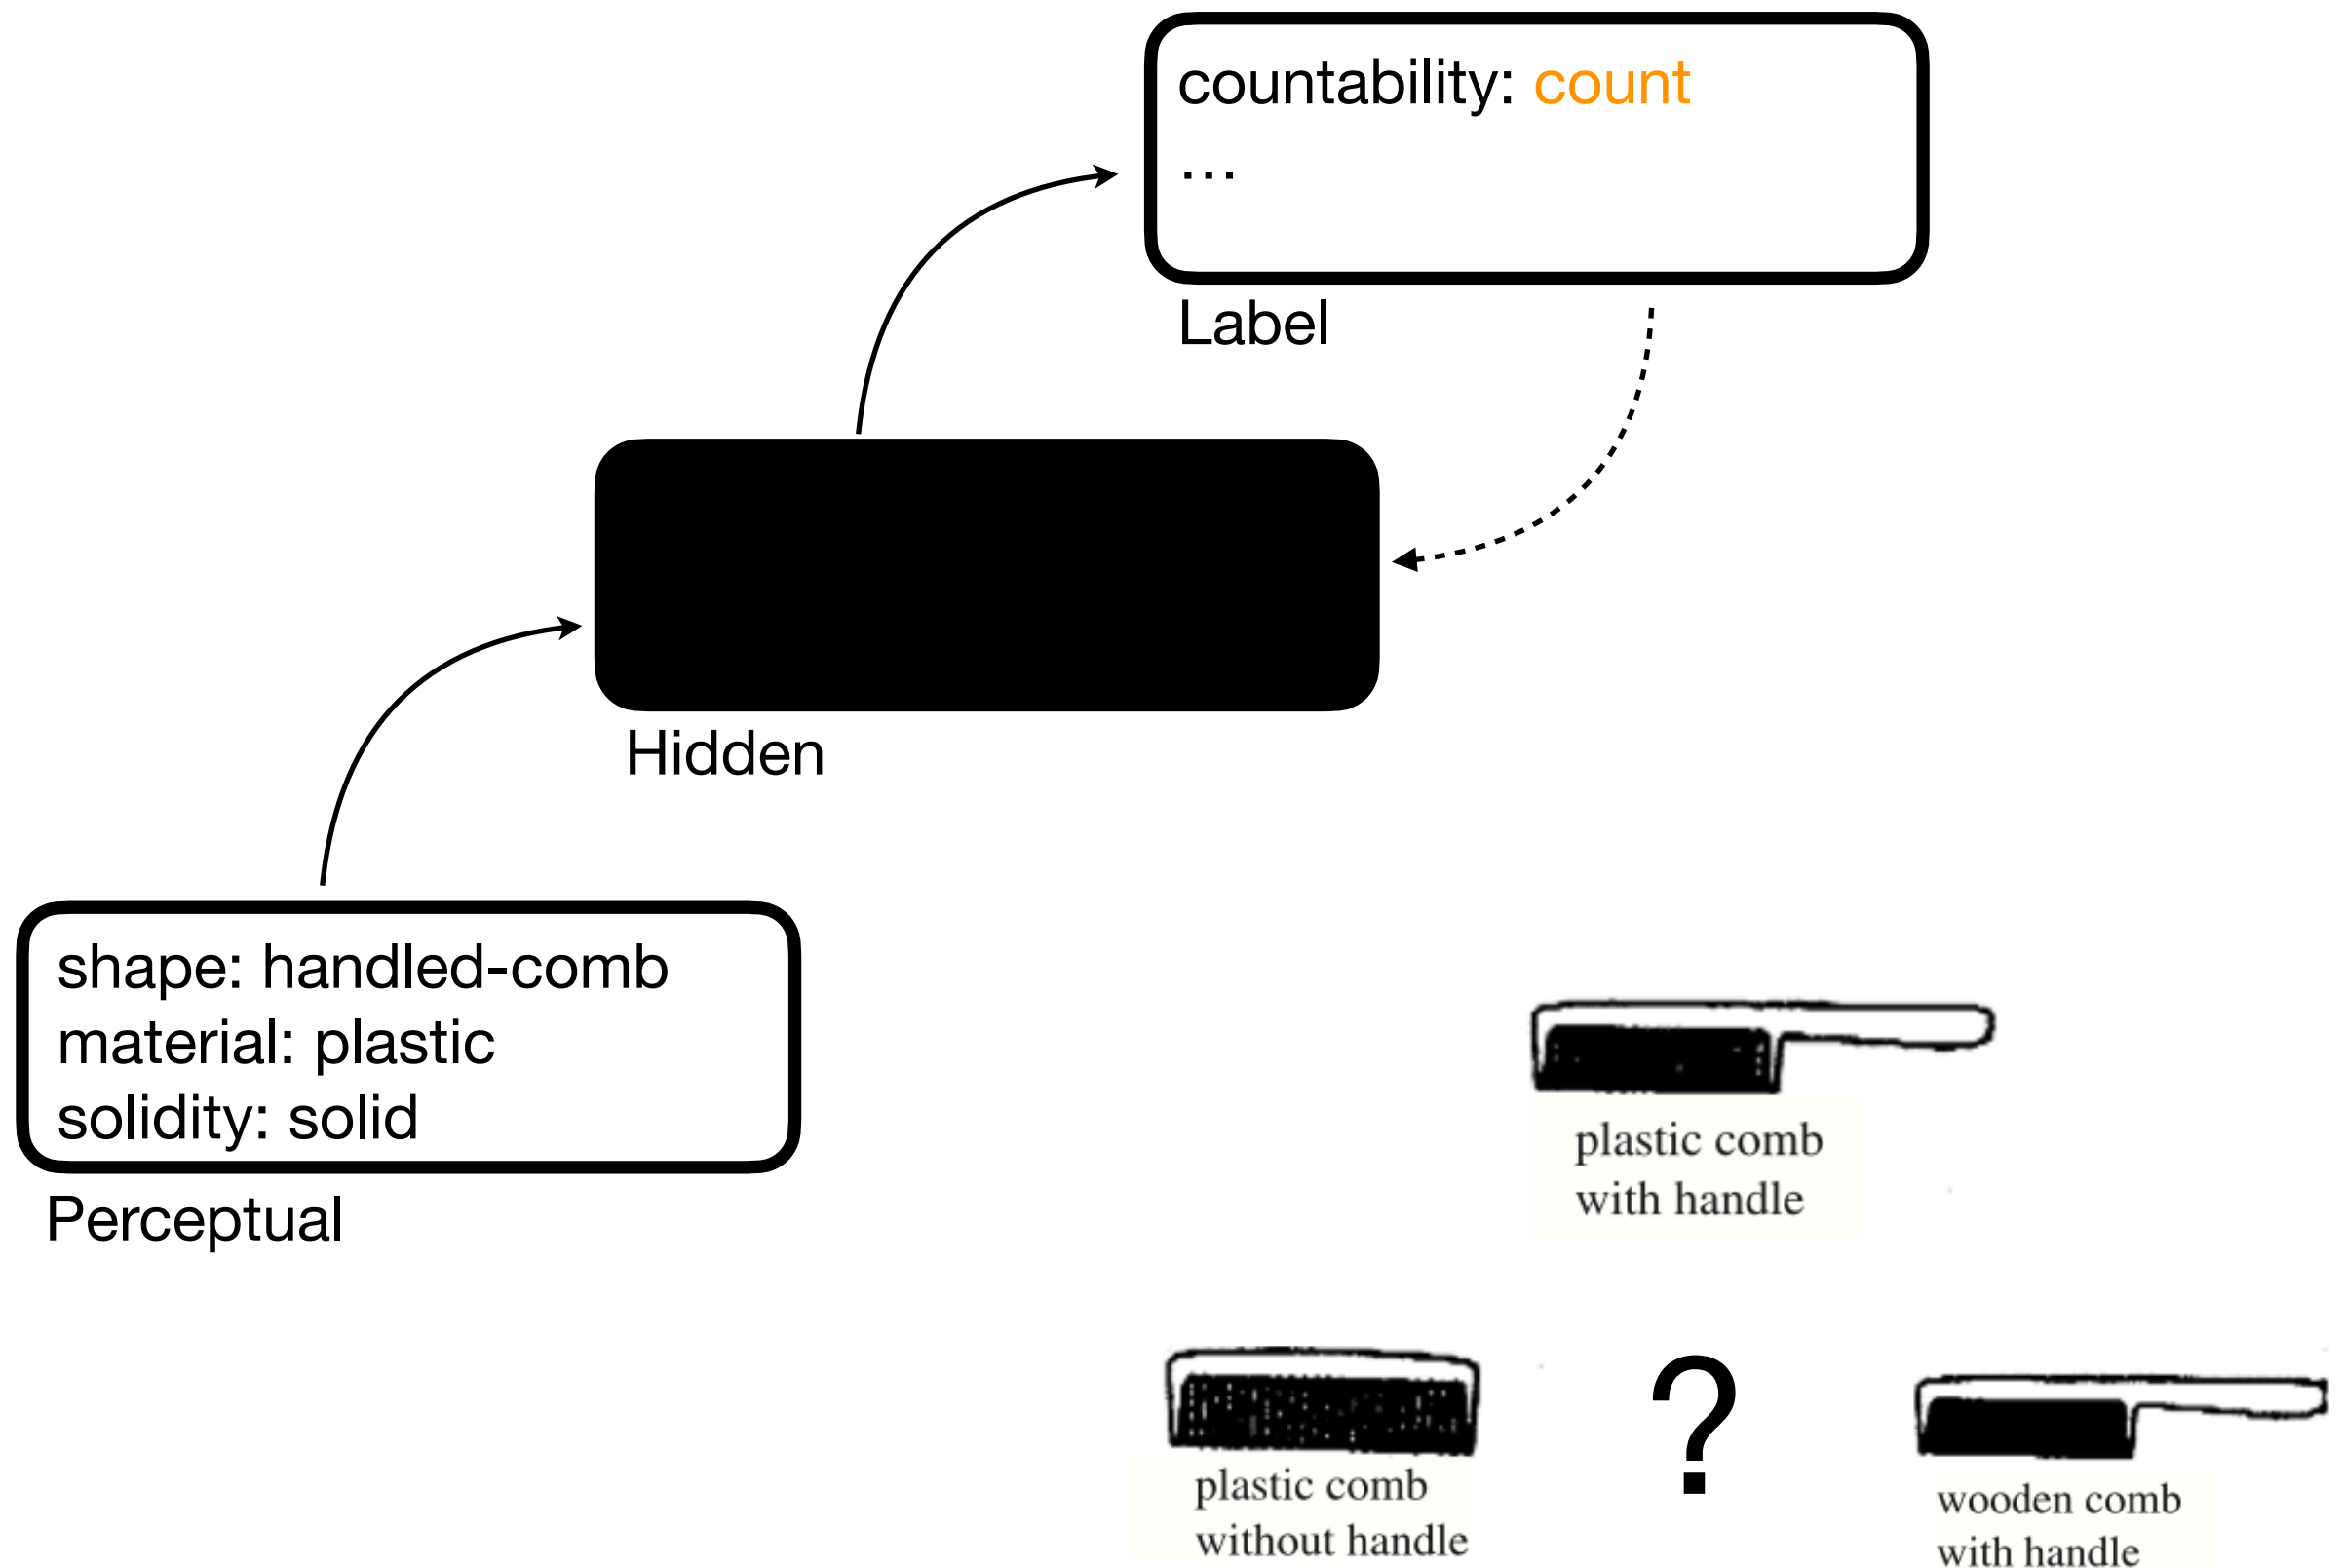 countability: count
...
Label
Hidden
shape: handled-comb
material: plastic
solidity: solid
Perceptual
plastic comb
with handle
?
plastic comb
without handle
wooden comb
with handle